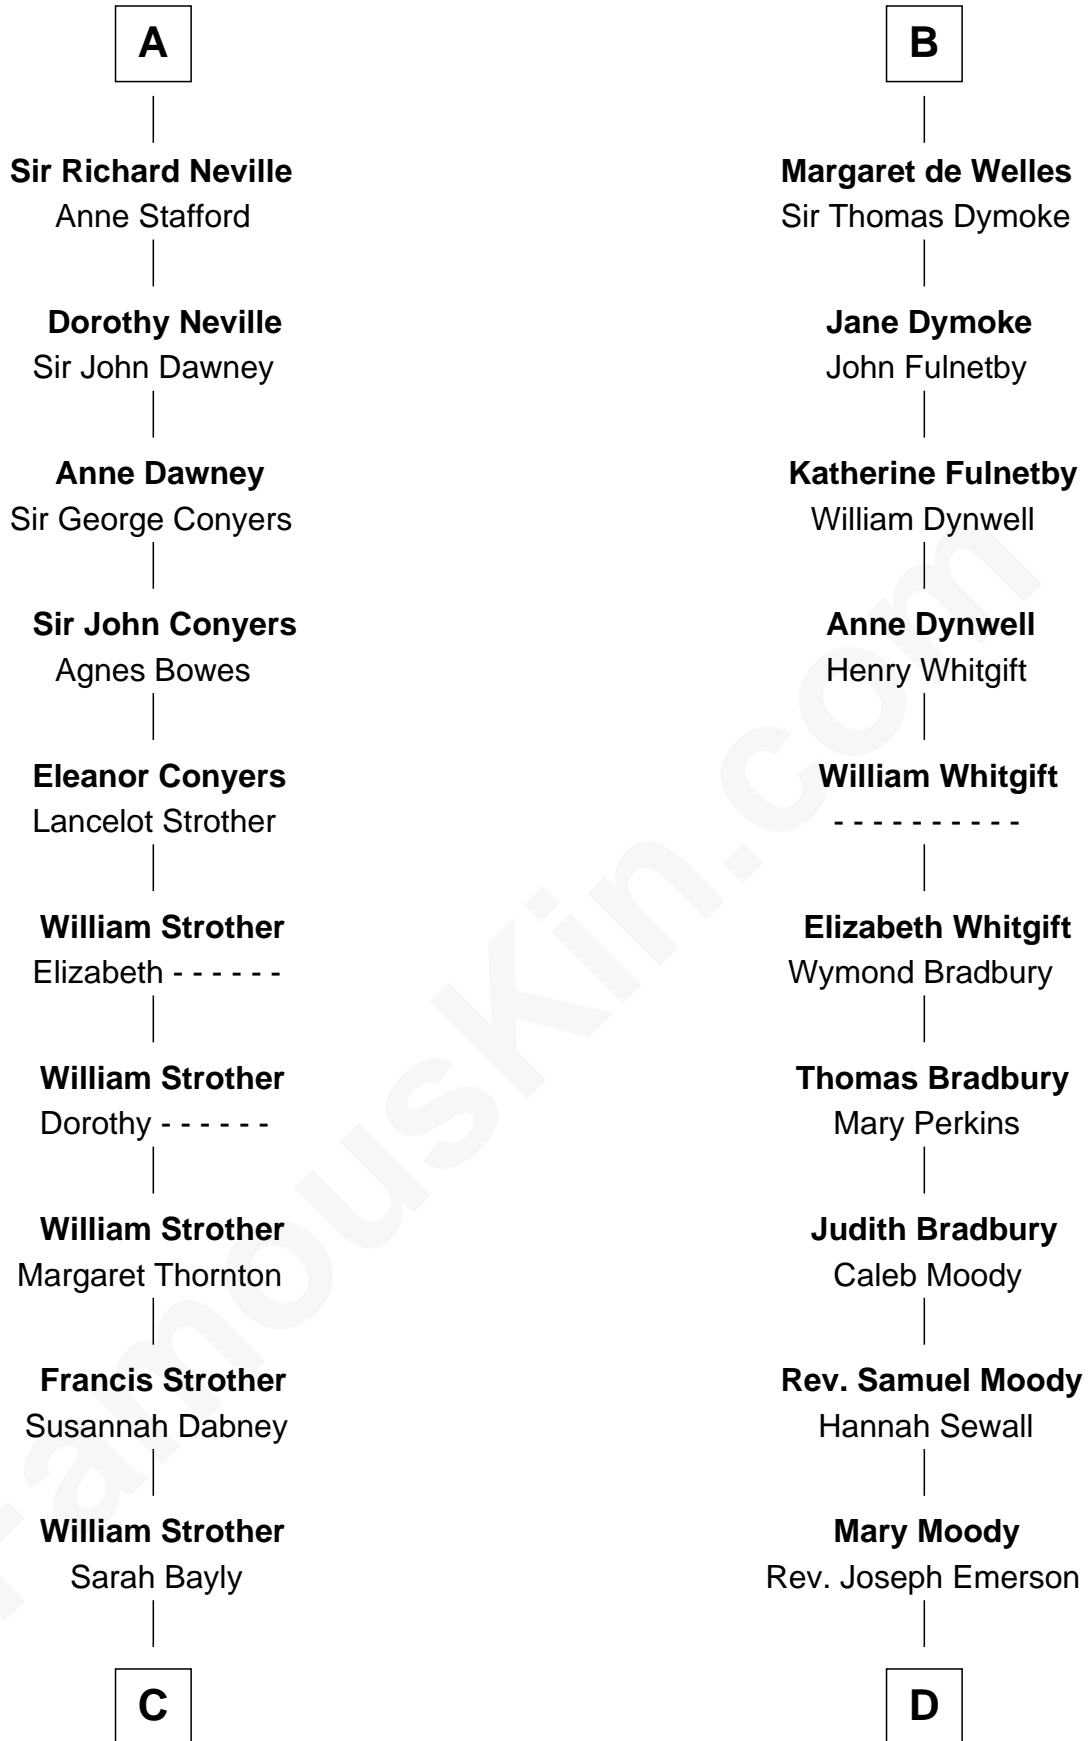 A
Sir Richard Neville
Anne Stafford
Dorothy Neville
Sir John Dawney
Anne Dawney
Sir George Conyers
Sir John Conyers
Agnes Bowes
Eleanor Conyers
Lancelot Strother
William Strother
Elizabeth - - - - - -
William Strother
Dorothy - - - - - -
William Strother
Margaret Thornton
Francis Strother
Susannah Dabney
William Strother
Sarah Bayly
C
B
Margaret de Welles
Sir Thomas Dymoke
Jane Dymoke
John Fulnetby
Katherine Fulnetby
William Dynwell
Anne Dynwell
Henry Whitgift
William Whitgift
- - - - - - - - - -
Elizabeth Whitgift
Wymond Bradbury
Thomas Bradbury
Mary Perkins
Judith Bradbury
Caleb Moody
Rev. Samuel Moody
Hannah Sewall
Mary Moody
Rev. Joseph Emerson
D
FamousKin.com